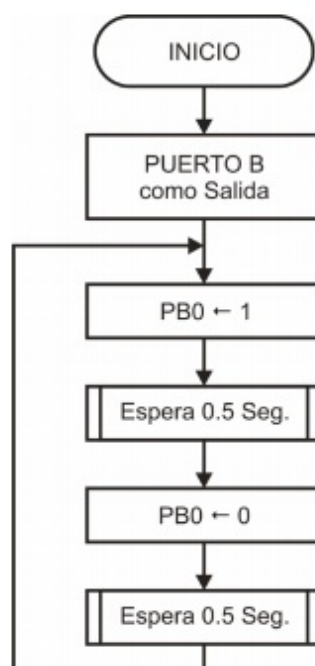 INICIO
PUERTO B
como Salida
PB0 ← 1
Espera 0.5 Seg.
PB0 ← 0
Espera 0.5 Seg.